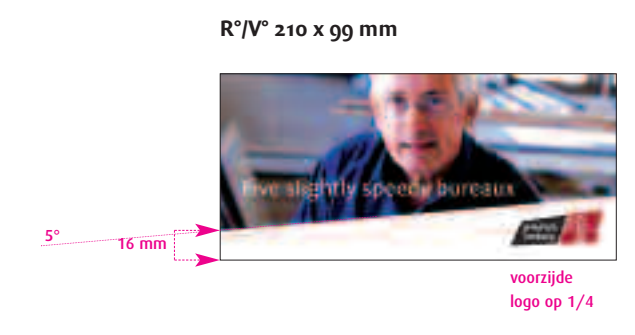 R°/V° 210 x 99 mm
Five slightly speedy bureaux
5°
16 mm
voorzijde
logo op 1/4